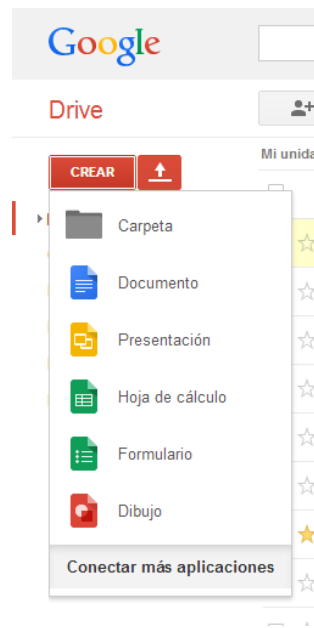 Google
Drive
Mi unida
CREAR
Carpeta
Documento
Presentación
Hoja de cálculo
Formulario
Dibujo
Conectar más aplicaciones